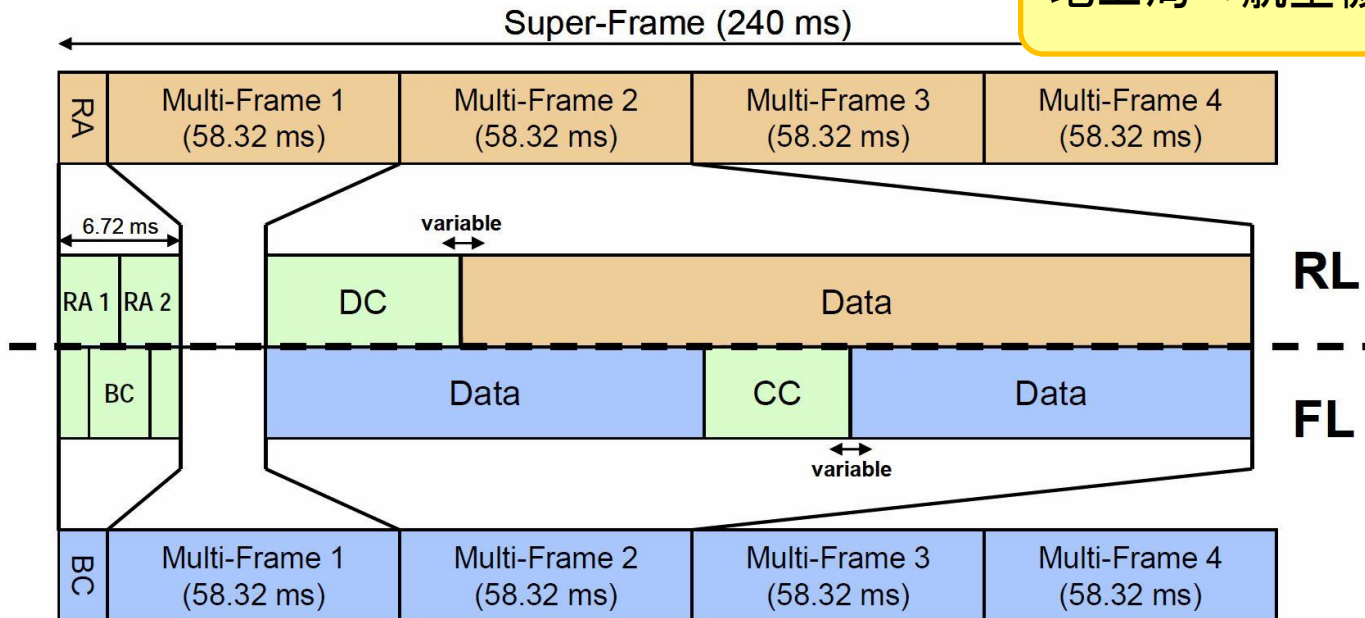 Super-Frame (240 ms)
RA
Multi-Frame 1
(58.32 ms)
Multi-Frame 2
(58.32 ms)
Multi-Frame 3
(58.32 ms)
Multi-Frame 4
(58.32 ms)
6.72 ms
variable
RA 1
RA 2
DC
Data
RL
BC
Data
CC
Data
FL
variable
BC
Multi-Frame 1
(58.32 ms)
Multi-Frame 2
(58.32 ms)
Multi-Frame 3
(58.32 ms)
Multi-Frame 4
(58.32 ms)